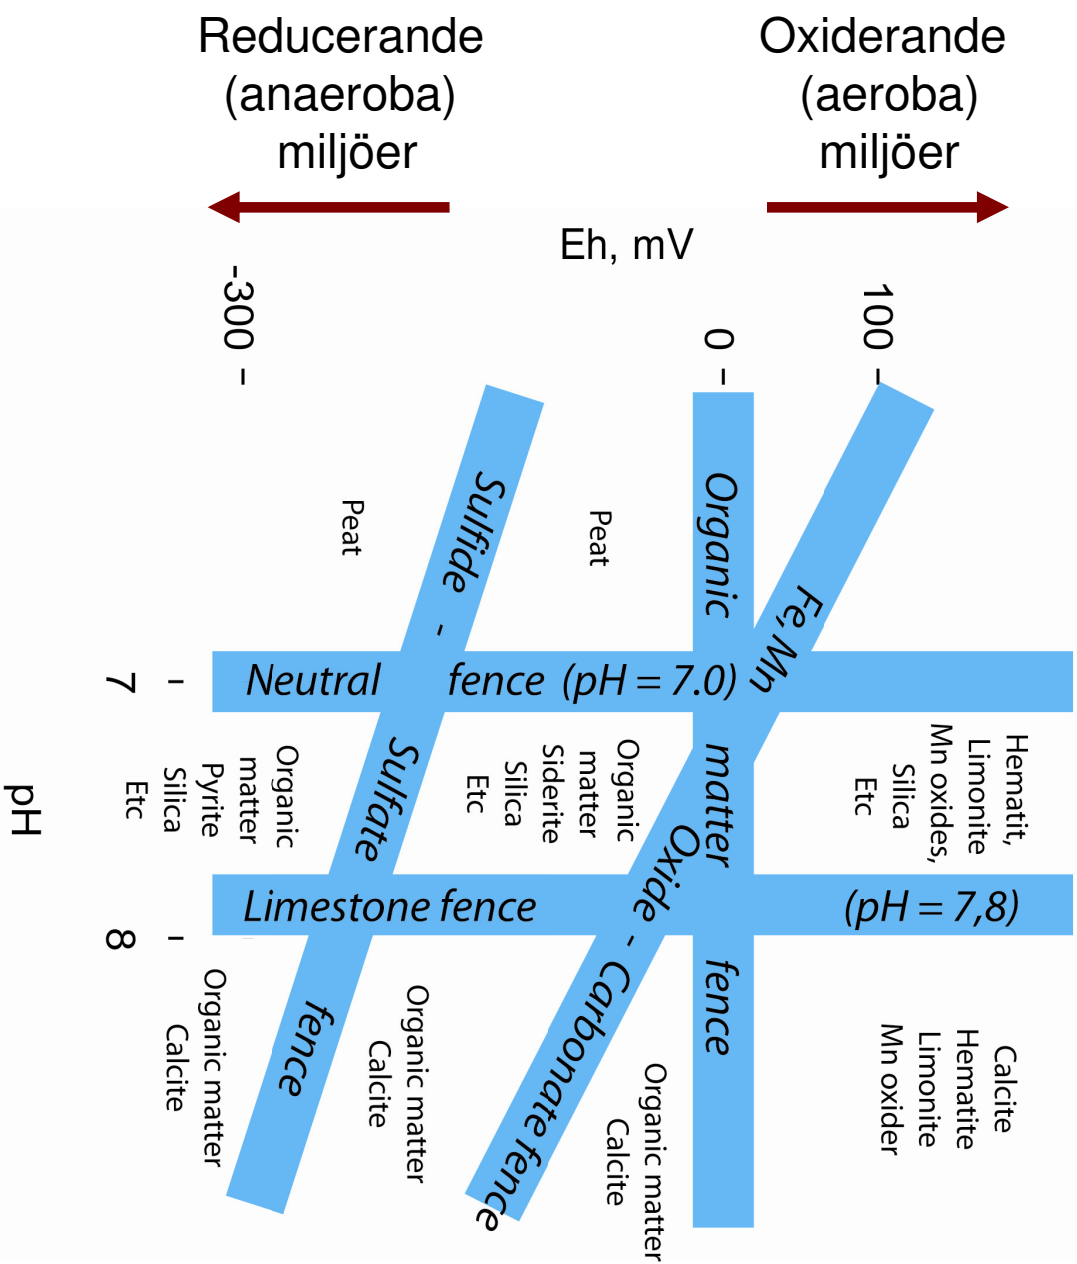 Reducerande
(anaeroba)
miljöer
Oxiderande
(aeroba)
miljöer
Eh, mV
-300
0
100
Sulfide - Sulfate fence
Organic matter fence
Fe, Mn Oxide - Carbonate fence
Peat
Peat
Neutral fence (pH = 7.0)
7
Organic
matter
Pyrite
Silica
Etc
Organic
matter
Siderite
Silica
Etc
Hematit,
Limonite
Mn oxides,
Silica
Etc
pH
Limestone fence (pH = 7,8)
8
Organic matter
Calcite
Organic matter
Calcite
Organic matter
Calcite
Calcite
Hematite
Limonite
Mn oxider